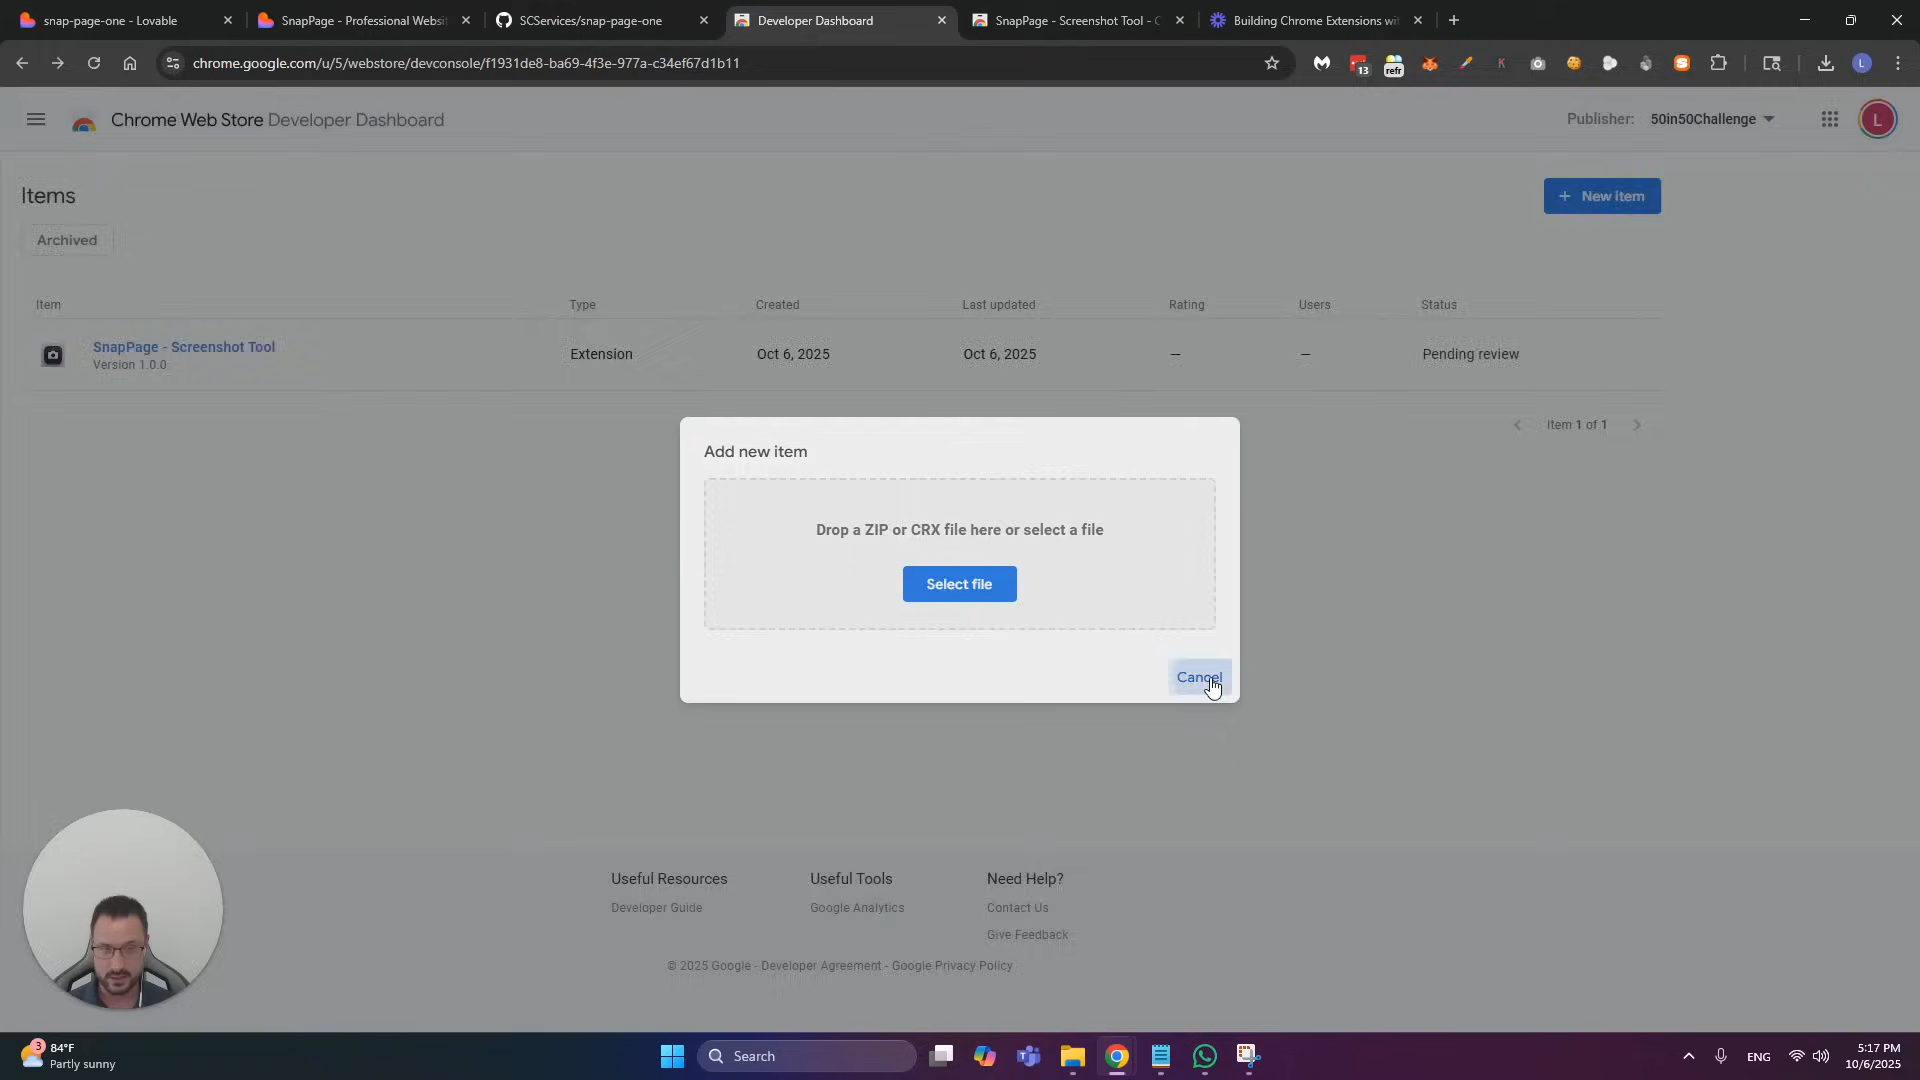 snap-page-one - Lovable
SnapPage - Professional Websit
SCServices/snap-page-one
Developer Dashboard
SnapPage - Screenshot Tool - C
Building Chrome Extensions wi
chrome.google.com/u/5/webstore/devconsole/f1931de8-ba69-4f3e-977a-c34ef67d1b11
13
refr
K
S
L
Chrome Web Store Developer Dashboard
Publisher: 50in50Challenge
L
Items
+ New item
Archived
Item Type Created Last updated Rating Users Status
SnapPage - Screenshot Tool
Version 1.0.0
Extension Oct 6, 2025 Oct 6, 2025 — — Pending review
Item 1 of 1
Add new item
Drop a ZIP or CRX file here or select a file
Select file
Cancel
Useful Resources Useful Tools Need Help?
Developer Guide Google Analytics Contact Us
Give Feedback
© 2025 Google - Developer Agreement - Google Privacy Policy
3
84°F
Partly sunny
Search
ENG
5:17 PM
10/6/2025